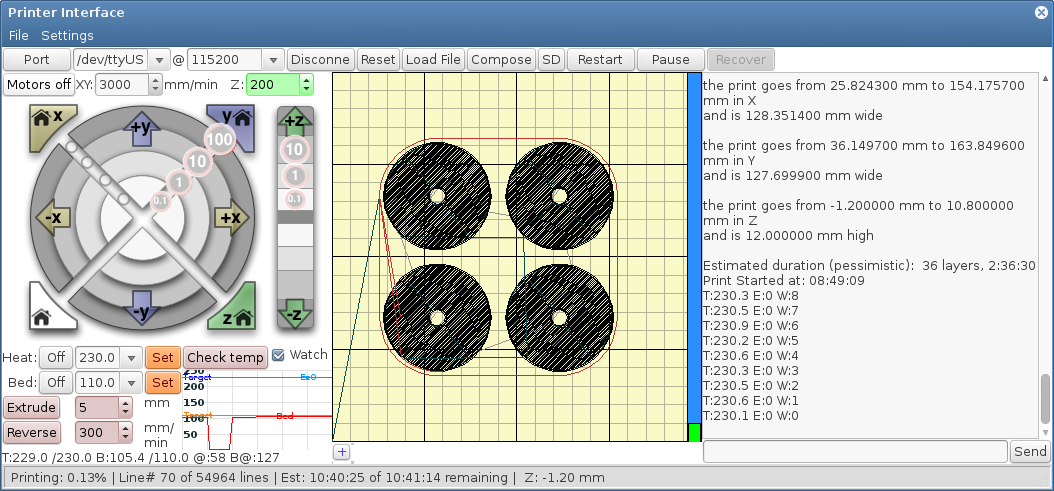 Printer Interface
File Settings
Port /dev/ttyUS @ 115200 Disconne Reset Load File Compose SD Restart Pause Recover
Motors off XY: 3000 mm/min Z: 200
x y +y +z
100
10 10
1 1
0.1 0.1
-x +x
-y z -z
Heat: Off 230.0 Set Check temp Watch
Bed: Off 110.0 Set
Extrude 5 mm
Reverse 300 mm/
min
250
200
150
100
50
Target Ex0
Target Bed
T:229.0 /230.0 B:105.4 /110.0 @:58 B@:127
+
the print goes from 25.824300 mm to 154.175700
mm in X
and is 128.351400 mm wide
the print goes from 36.149700 mm to 163.849600
mm in Y
and is 127.699900 mm wide
the print goes from -1.200000 mm to 10.800000
mm in Z
and is 12.000000 mm high
Estimated duration (pessimistic): 36 layers, 2:36:30
Print Started at: 08:49:09
T:230.3 E:0 W:8
T:230.5 E:0 W:7
T:230.9 E:0 W:6
T:230.2 E:0 W:5
T:230.6 E:0 W:4
T:230.3 E:0 W:3
T:230.5 E:0 W:2
T:230.6 E:0 W:1
T:230.1 E:0 W:0
Send
Printing: 0.13% | Line# 70 of 54964 lines | Est: 10:40:25 of 10:41:14 remaining | Z: -1.20 mm